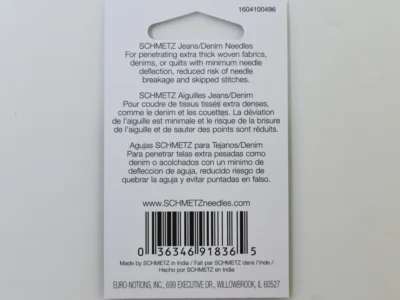 1604100496
SCHMETZ Jeans/Denim Needles
For penetrating extra thick woven fabrics,
denims, or quilts with minimum needle
deflection, reduced risk of needle
breakage and skipped stitches.
SCHMETZ Aiguilles Jeans/Denim
Pour coudre de tissus tissés extra denses,
comme le denim et les couettes. La déviation
de l'aiguille est minimale et le risque de la brisure
de l'aiguille et de sauter des points sont réduits.
Agujas SCHMETZ para Tejanos/Denim
Para penetrar telas extra pesadas como
denim o acolchados con un minimo de
deflección de aguja, reducido riesgo de
quebrar la aguja y evitar puntadas en falso.
www.SCHMETZneedles.com
0 36346 91836 5
Made by SCHMETZ in India / Fait par SCHMETZ dans l'Inde /
Hecho por SCHMETZ en India
EURO-NOTIONS, INC., 699 EXECUTIVE DR., WILLOWBROOK, IL 60527